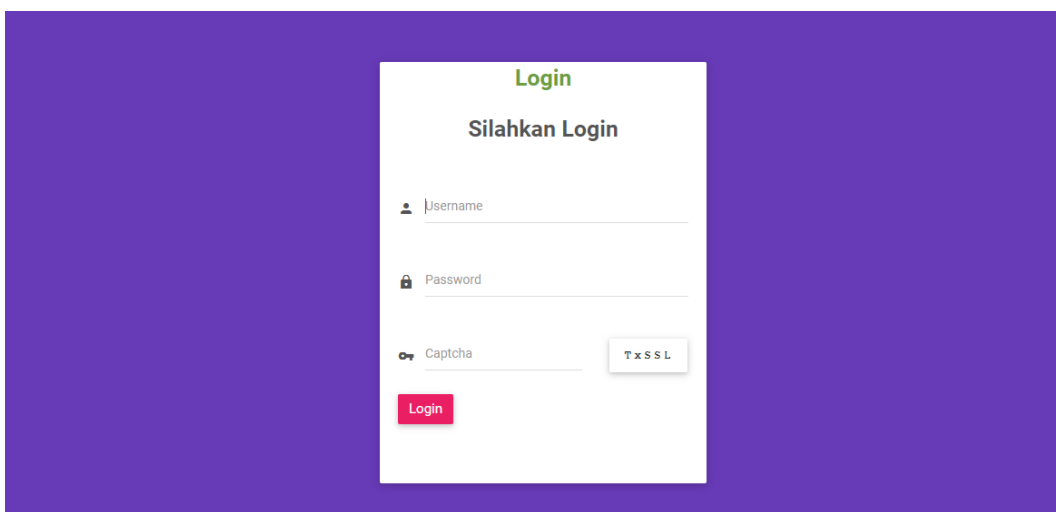 Login
Silahkan Login
Username
Password
Captcha
TxSSL
Login